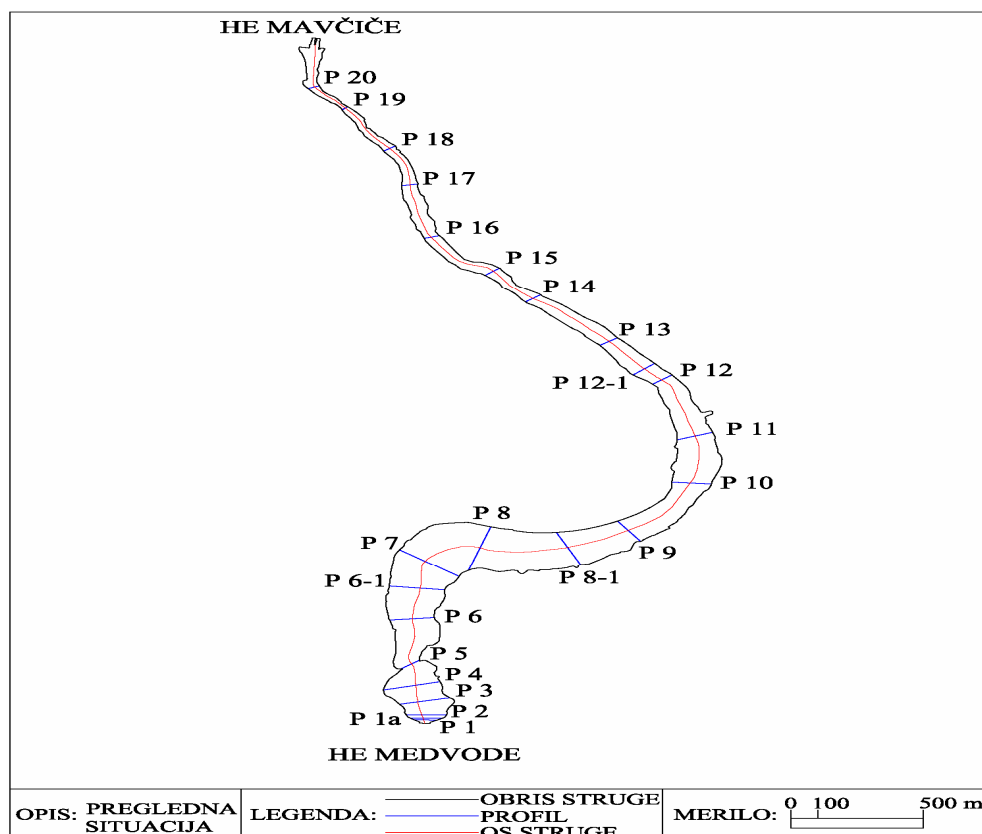 HE MAVČIČE
P 20
P 19
P 18
P 17
P 16
P 15
P 14
P 13
P 12-1
P 12
P 11
P 10
P 9
P 8-1
P 8
P 7
P 6-1
P 6
P 5
P 4
P 3
P 2
P 1a
P 1
HE MEDVODE
OPIS: PREGLEDNA SITUACIJA
LEGENDA:
OBRIS STRUGE
PROFIL
OS STRUGE
MERILO: 0 100 500 m